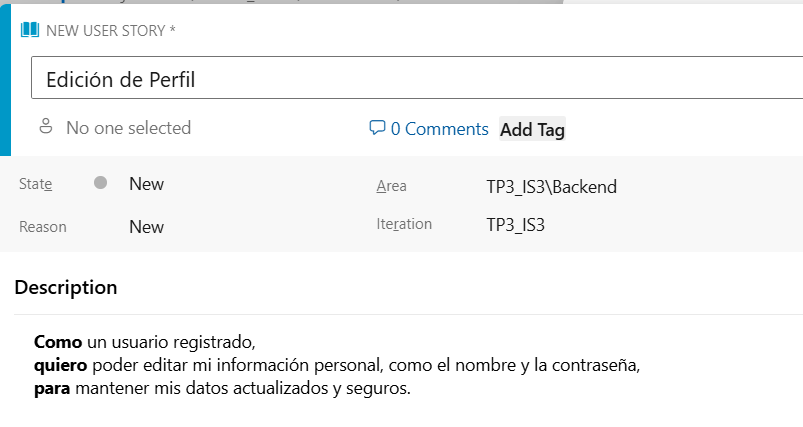 NEW USER STORY *
Edición de Perfil
No one selected
0 Comments Add Tag
State New
Area TP3_IS3\Backend
Reason New
Iteration TP3_IS3
Description
Como un usuario registrado,
quiero poder editar mi información personal, como el nombre y la contraseña,
para mantener mis datos actualizados y seguros.